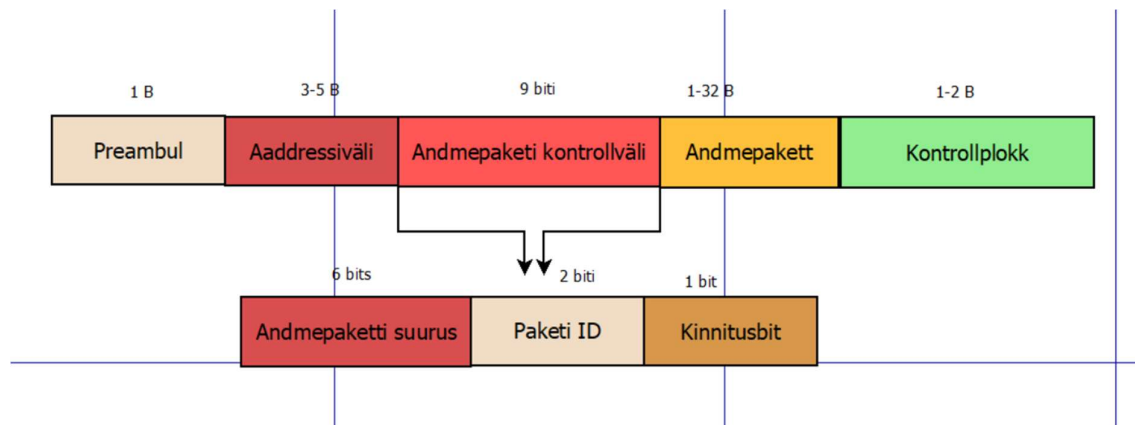 1 B 3-5 B 9 biti 1-32 B 1-2 B
Preambul Aaddressiväli Andmepaketi kontrollväli Andmepakett Kontrollplokk
6 bits 2 biti 1 bit
Andmepaketti suurus Paketi ID Kinnitusbit